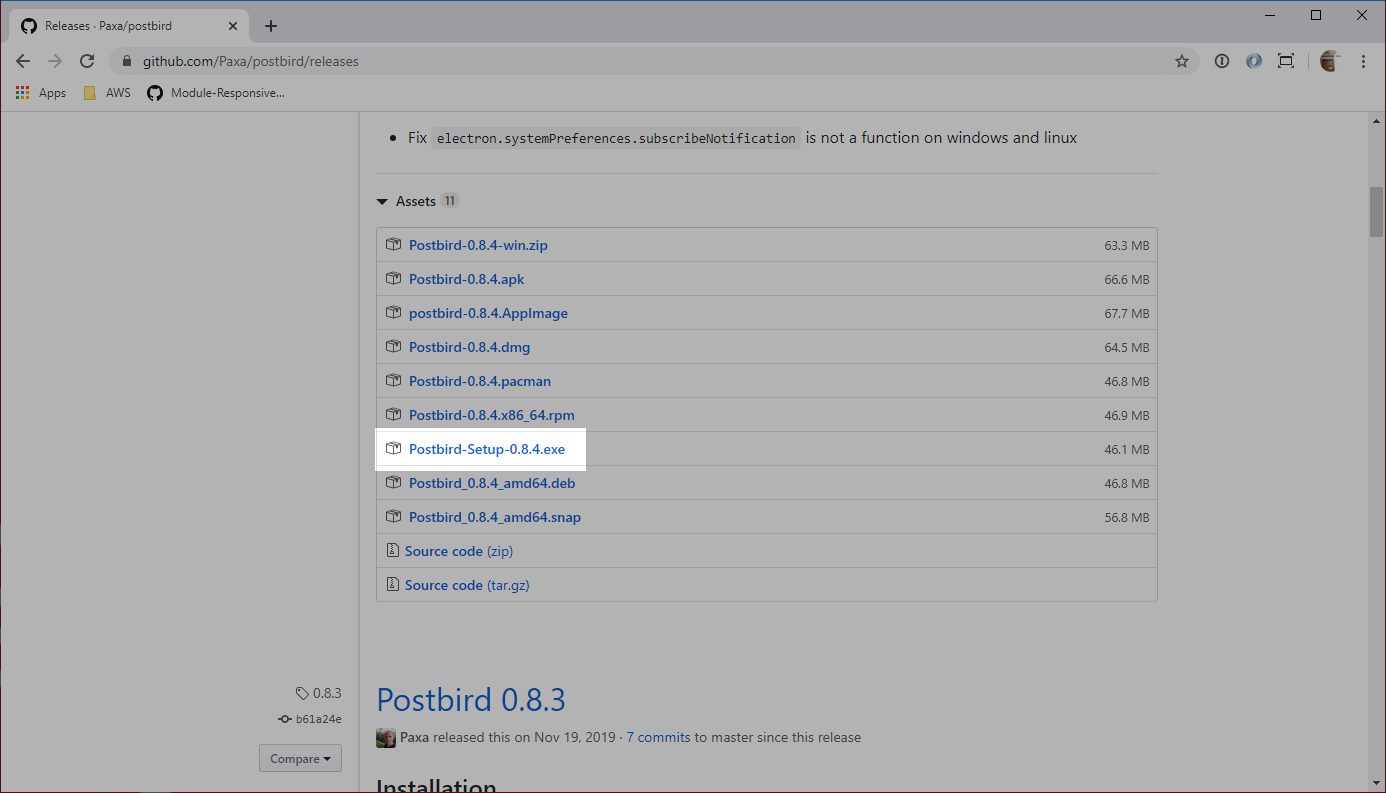 Releases · Paxa/postbird
github.com/Paxa/postbird/releases
Apps AWS Module-Responsive...
• Fix electron.systemPreferences.subscribeNotification is not a function on windows and linux
Assets 11
Postbird-0.8.4-win.zip 63.3 MB
Postbird-0.8.4.apk 66.6 MB
postbird-0.8.4.AppImage 67.7 MB
Postbird-0.8.4.dmg 64.5 MB
Postbird-0.8.4.pacman 46.8 MB
Postbird-0.8.4.x86_64.rpm 46.9 MB
Postbird-Setup-0.8.4.exe 46.1 MB
Postbird_0.8.4_amd64.deb 46.8 MB
Postbird_0.8.4_amd64.snap 56.8 MB
Source code (zip)
Source code (tar.gz)
0.8.3
b61a24e
Compare
Postbird 0.8.3
Paxa released this on Nov 19, 2019 · 7 commits to master since this release
Installation